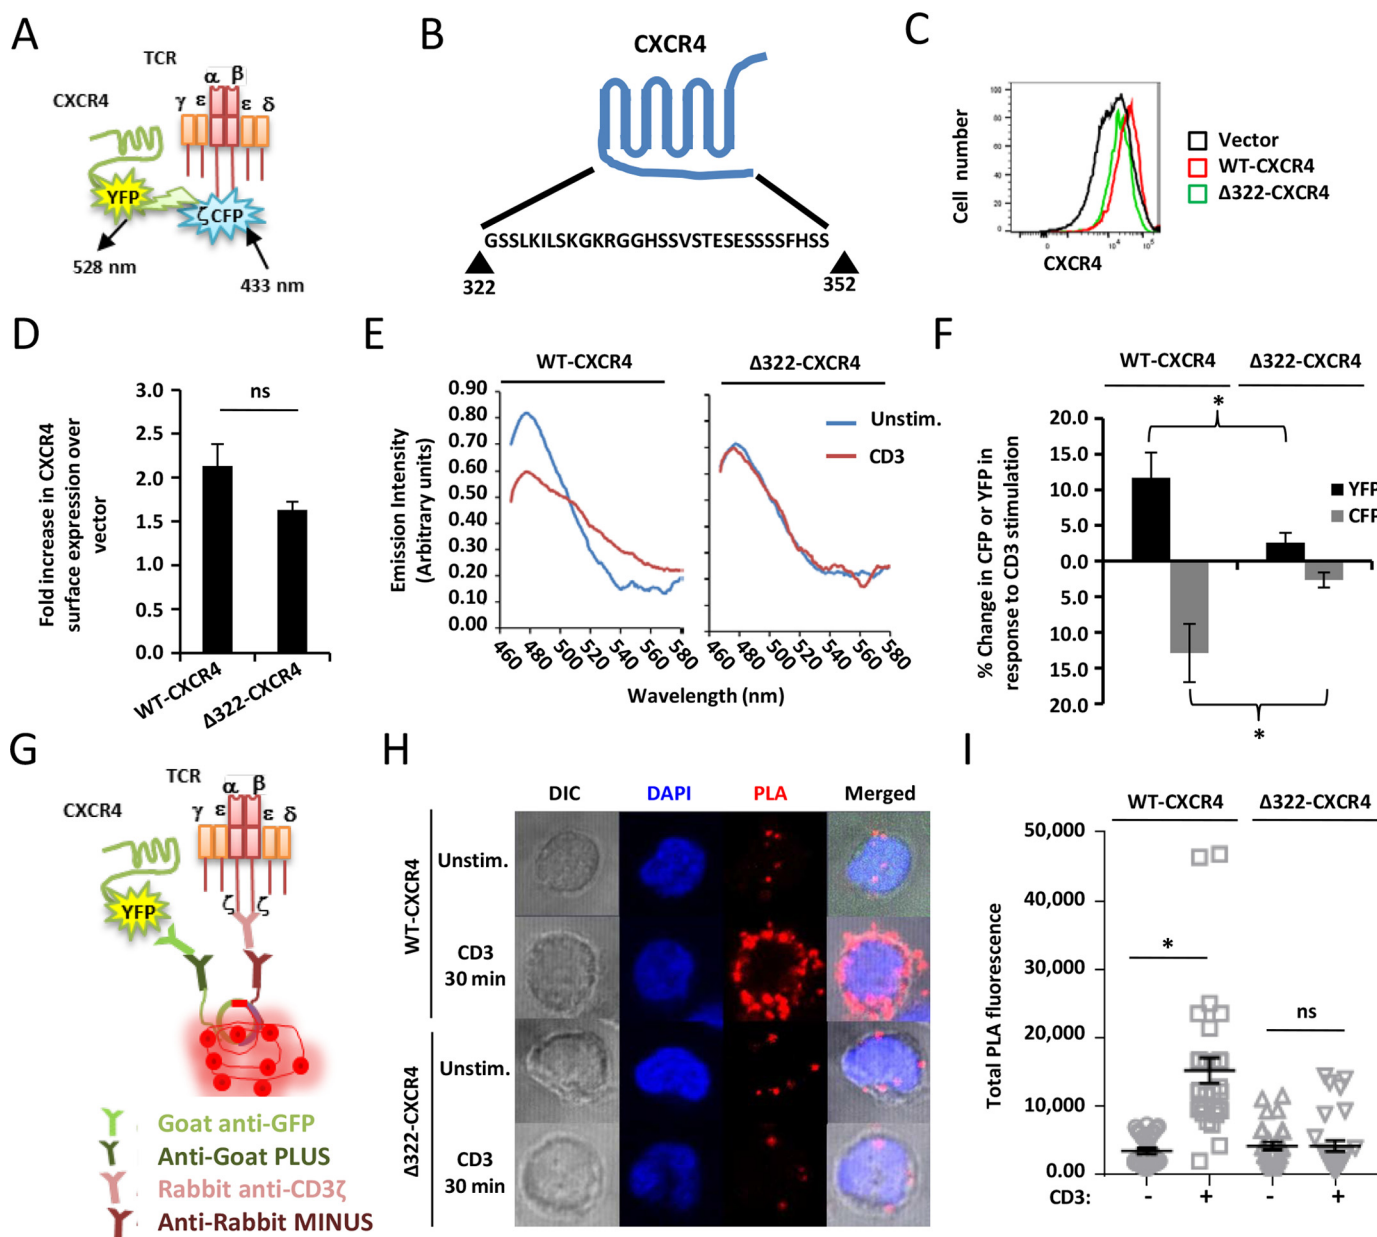 A
TCR
α β
γ ε ε δ
CXCR4
YFP
ζ CFP
528 nm
433 nm
B
CXCR4
GSSLKILSKGKRGGHSSVSTESESSSSFHSS
322
352
C
Cell number
100
80
60
40
20
0
0 10⁴ 10⁵
CXCR4
Vector
WT-CXCR4
Δ322-CXCR4
D
Fold increase in CXCR4
surface expression over
vector
3.0
2.5
2.0
1.5
1.0
0.5
0.0
ns
WT-CXCR4
Δ322-CXCR4
E
WT-CXCR4
Δ322-CXCR4
Emission Intensity
(Arbitrary units)
0.90
0.80
0.70
0.60
0.50
0.40
0.30
0.20
0.10
0.00
Unstim.
CD3
460 480 500 520 540 560 580
460 480 500 520 540 560 580
Wavelength (nm)
F
WT-CXCR4
Δ322-CXCR4
% Change in CFP or YFP in
response to CD3 stimulation
20.0
15.0
10.0
5.0
0.0
5.0
10.0
15.0
20.0
*
*
YFP
CFP
G
TCR
α β
γ ε ε δ
CXCR4
YFP
ζ ζ
Goat anti-GFP
Anti-Goat PLUS
Rabbit anti-CD3ζ
Anti-Rabbit MINUS
H
DIC
DAPI
PLA
Merged
WT-CXCR4
Unstim.
CD3
30 min
Δ322-CXCR4
Unstim.
CD3
30 min
I
WT-CXCR4
Δ322-CXCR4
Total PLA fluorescence
50,000
40,000
30,000
20,000
10,000
0.00
*
ns
CD3: - + - +